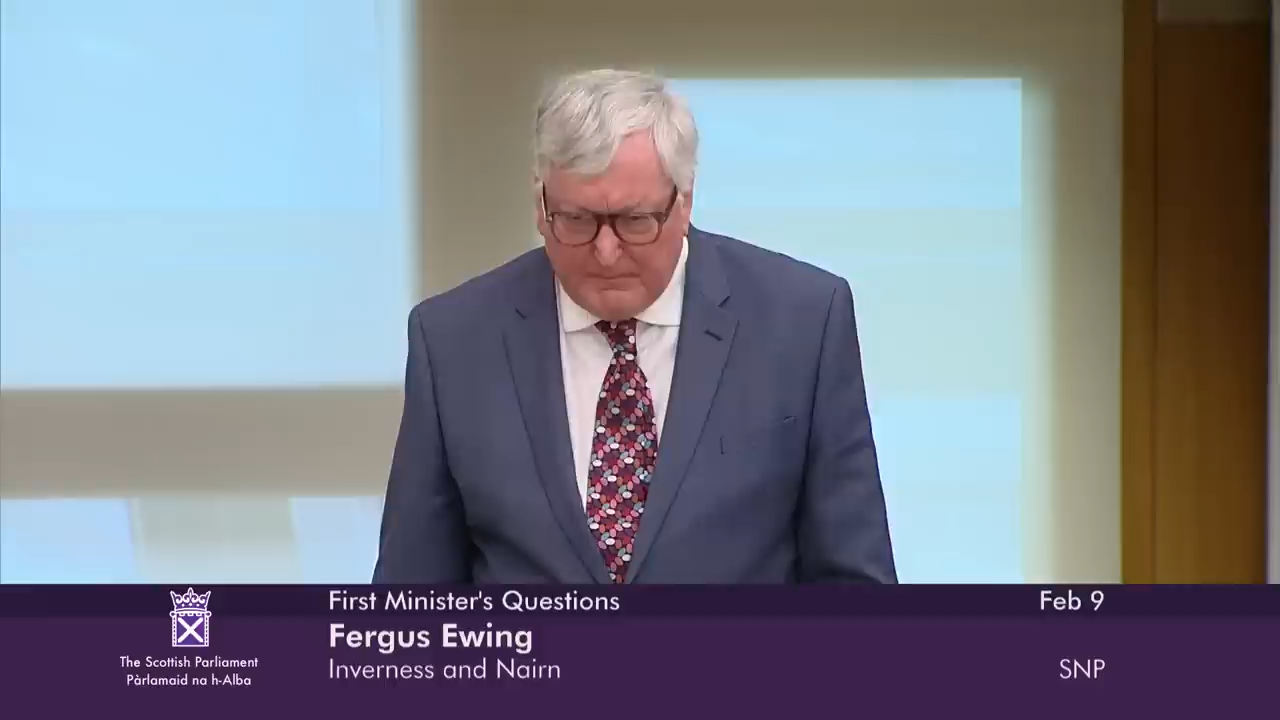 First Minister's Questions
Feb 9
Fergus Ewing
Inverness and Nairn
SNP
The Scottish Parliament
Pàrlamaid na h-Alba